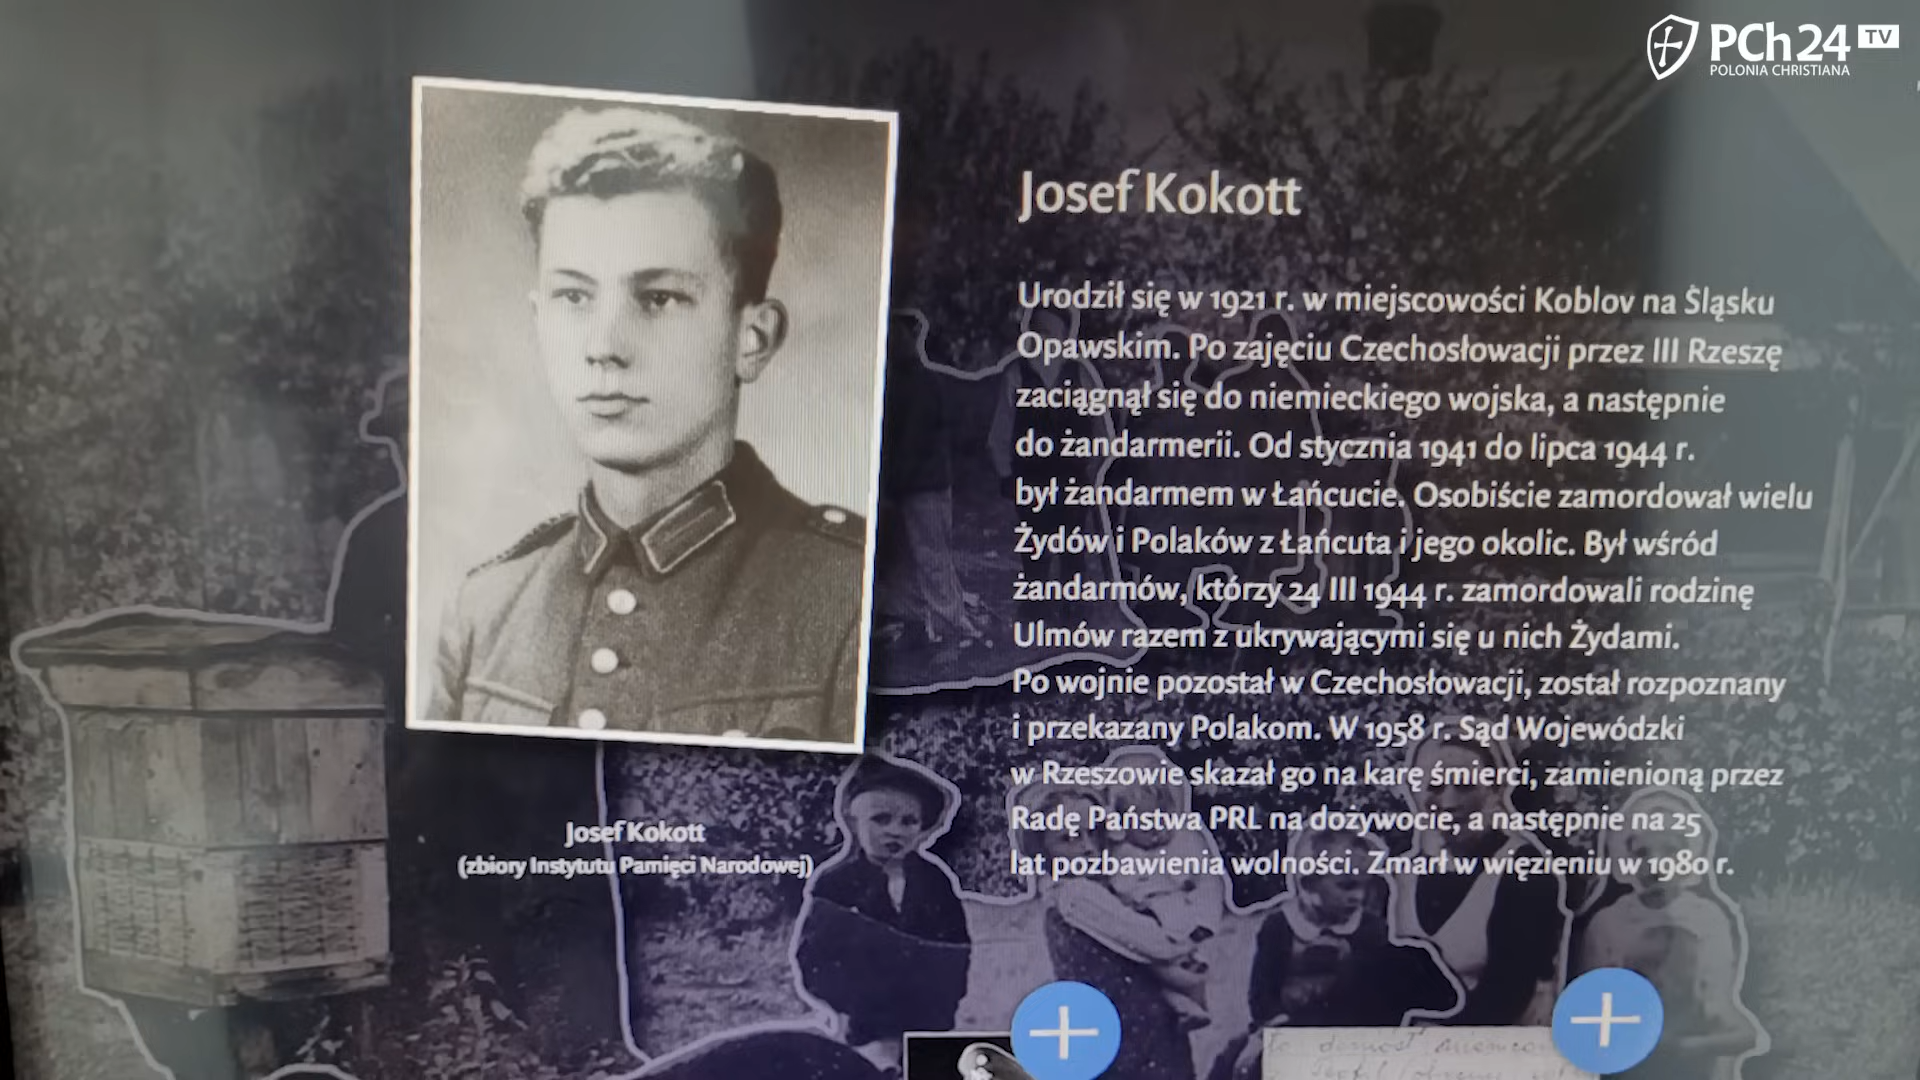 PCh24 TV
POLONIA CHRISTIANA
Josef Kokott
Urodził się w 1921 r. w miejscowości Koblov na Śląsku
Opawskim. Po zajęciu Czechosłowacji przez III Rzeszę
zaciągnął się do niemieckiego wojska, a następnie
do żandarmerii. Od stycznia 1941 do lipca 1944 r.
był żandarmem w Łańcucie. Osobiście zamordował wielu
Żydów i Polaków z Łańcuta i jego okolic. Był wśród
żandarmów, którzy 24 III 1944 r. zamordowali rodzinę
Ulmów razem z ukrywającymi się u nich Żydami.
Po wojnie pozostał w Czechosłowacji, został rozpoznany
i przekazany Polakom. W 1958 r. Sąd Wojewódzki
w Rzeszowie skazał go na karę śmierci, zamienioną przez
Radę Państwa PRL na dożywocie, a następnie na 25
lat pozbawienia wolności. Zmarł w więzieniu w 1980 r.
Josef Kokott
(zbiory Instytutu Pamięci Narodowej)